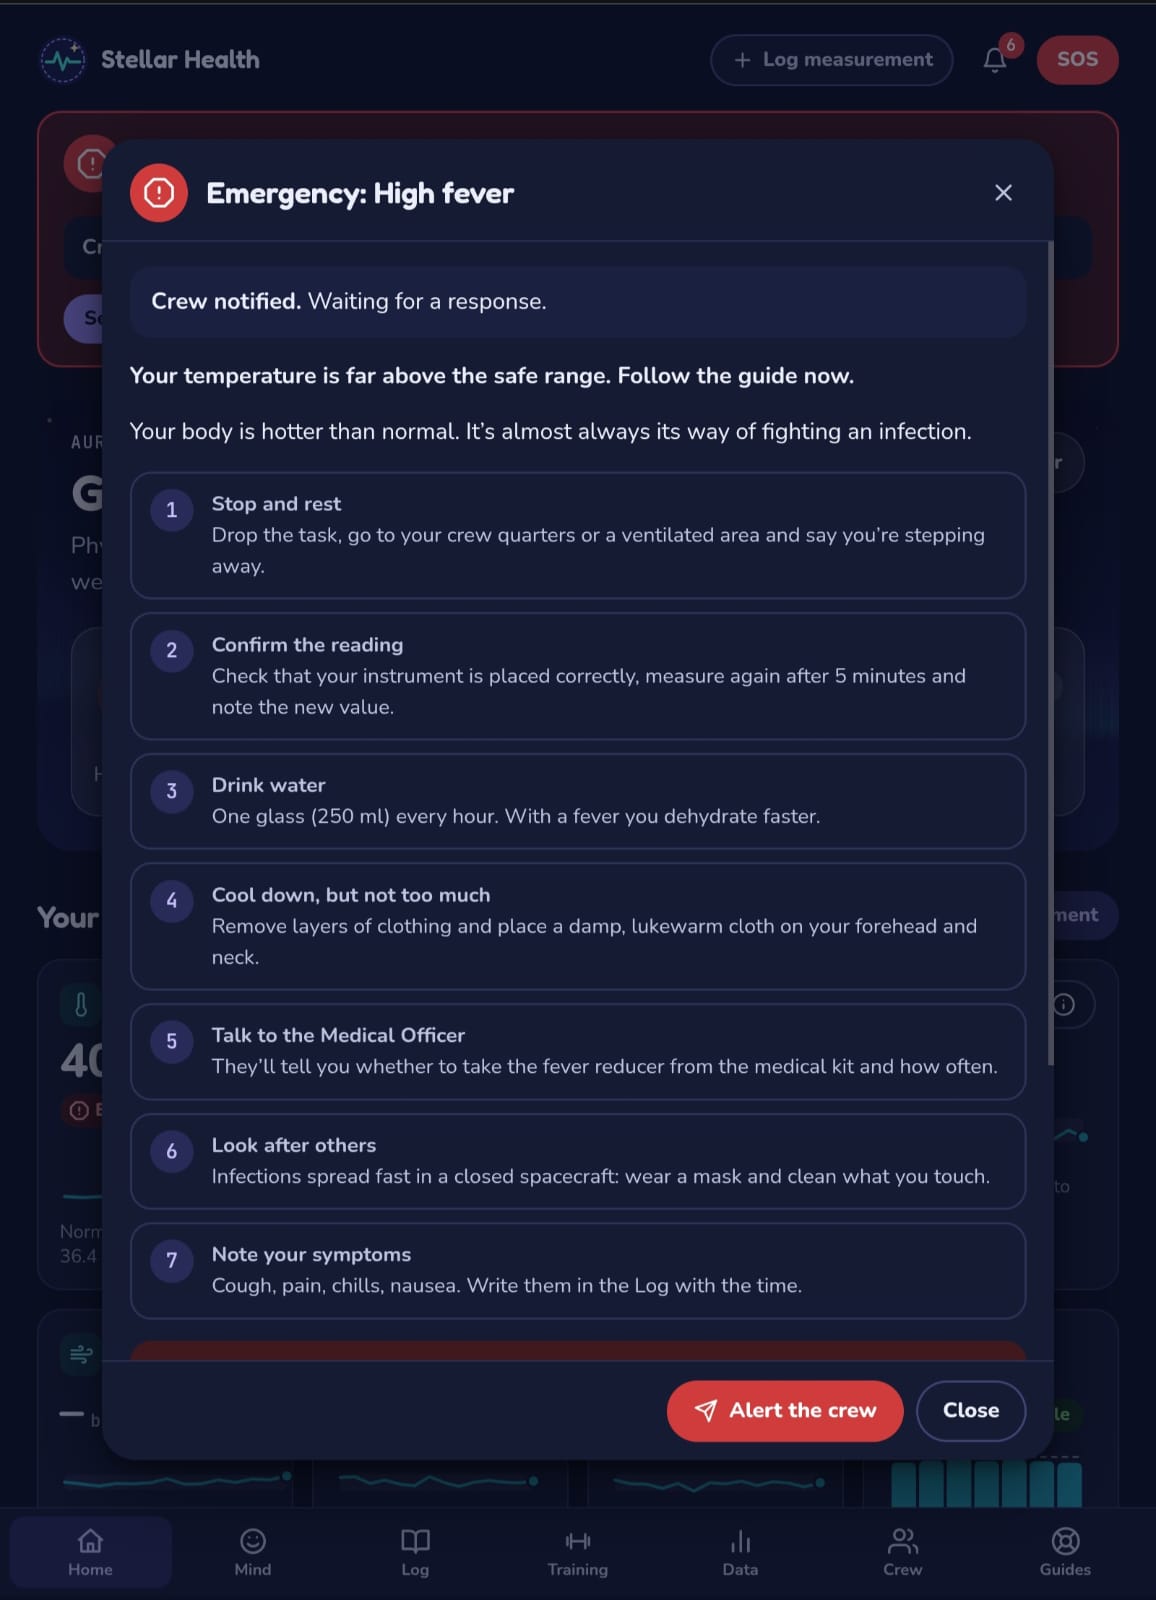 Stellar Health
+ Log measurement
6
SOS
Emergency: High fever
Crew notified. Waiting for a response.
Your temperature is far above the safe range. Follow the guide now.
Your body is hotter than normal. It’s almost always its way of fighting an infection.
1
Stop and rest
Drop the task, go to your crew quarters or a ventilated area and say you’re stepping
away.
2
Confirm the reading
Check that your instrument is placed correctly, measure again after 5 minutes and
note the new value.
3
Drink water
One glass (250 ml) every hour. With a fever you dehydrate faster.
4
Cool down, but not too much
Remove layers of clothing and place a damp, lukewarm cloth on your forehead and
neck.
5
Talk to the Medical Officer
They’ll tell you whether to take the fever reducer from the medical kit and how often.
6
Look after others
Infections spread fast in a closed spacecraft: wear a mask and clean what you touch.
7
Note your symptoms
Cough, pain, chills, nausea. Write them in the Log with the time.
Alert the crew
Close
Your
40
to
36.4
Home
Mind
Log
Training
Data
Crew
Guides